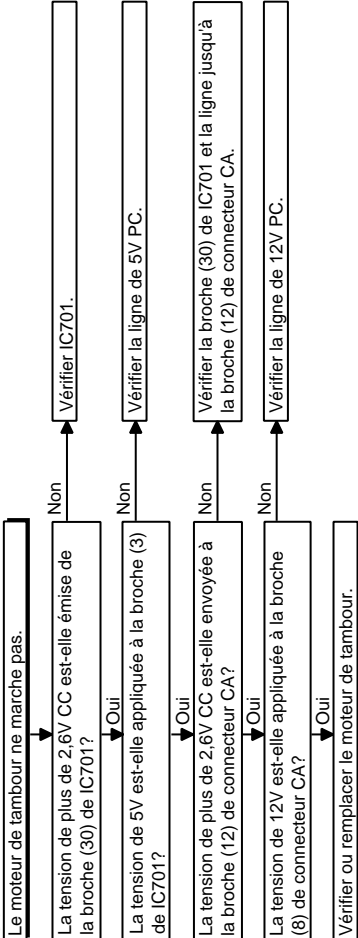 Le moteur de tambour ne marche pas.
La tension de plus de 2,6V CC est-elle émise de
la broche (30) de IC701?
Non
Vérifier IC701.
Oui
La tension de 5V est-elle appliquée à la broche (3)
de IC701?
Non
Vérifier la ligne de 5V PC.
Oui
La tension de plus de 2,6V CC est-elle envoyée à
la broche (12) de connecteur CA?
Non
Vérifier la broche (30) de IC701 et la ligne jusqu'à
la broche (12) de connecteur CA.
Oui
La tension de 12V est-elle appliquée à la broche
(8) de connecteur CA?
Non
Vérifier la ligne de 12V PC.
Oui
Vérifier ou remplacer le moteur de tambour.